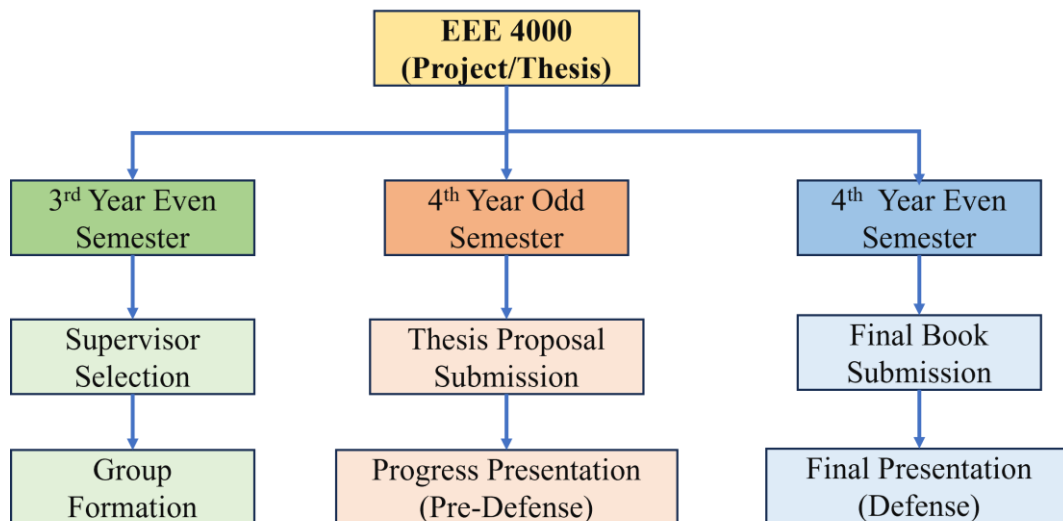 EEE 4000
(Project/Thesis)
3rd Year Even
Semester
4th Year Odd
Semester
4th Year Even
Semester
Supervisor
Selection
Thesis Proposal
Submission
Final Book
Submission
Group
Formation
Progress Presentation
(Pre-Defense)
Final Presentation
(Defense)